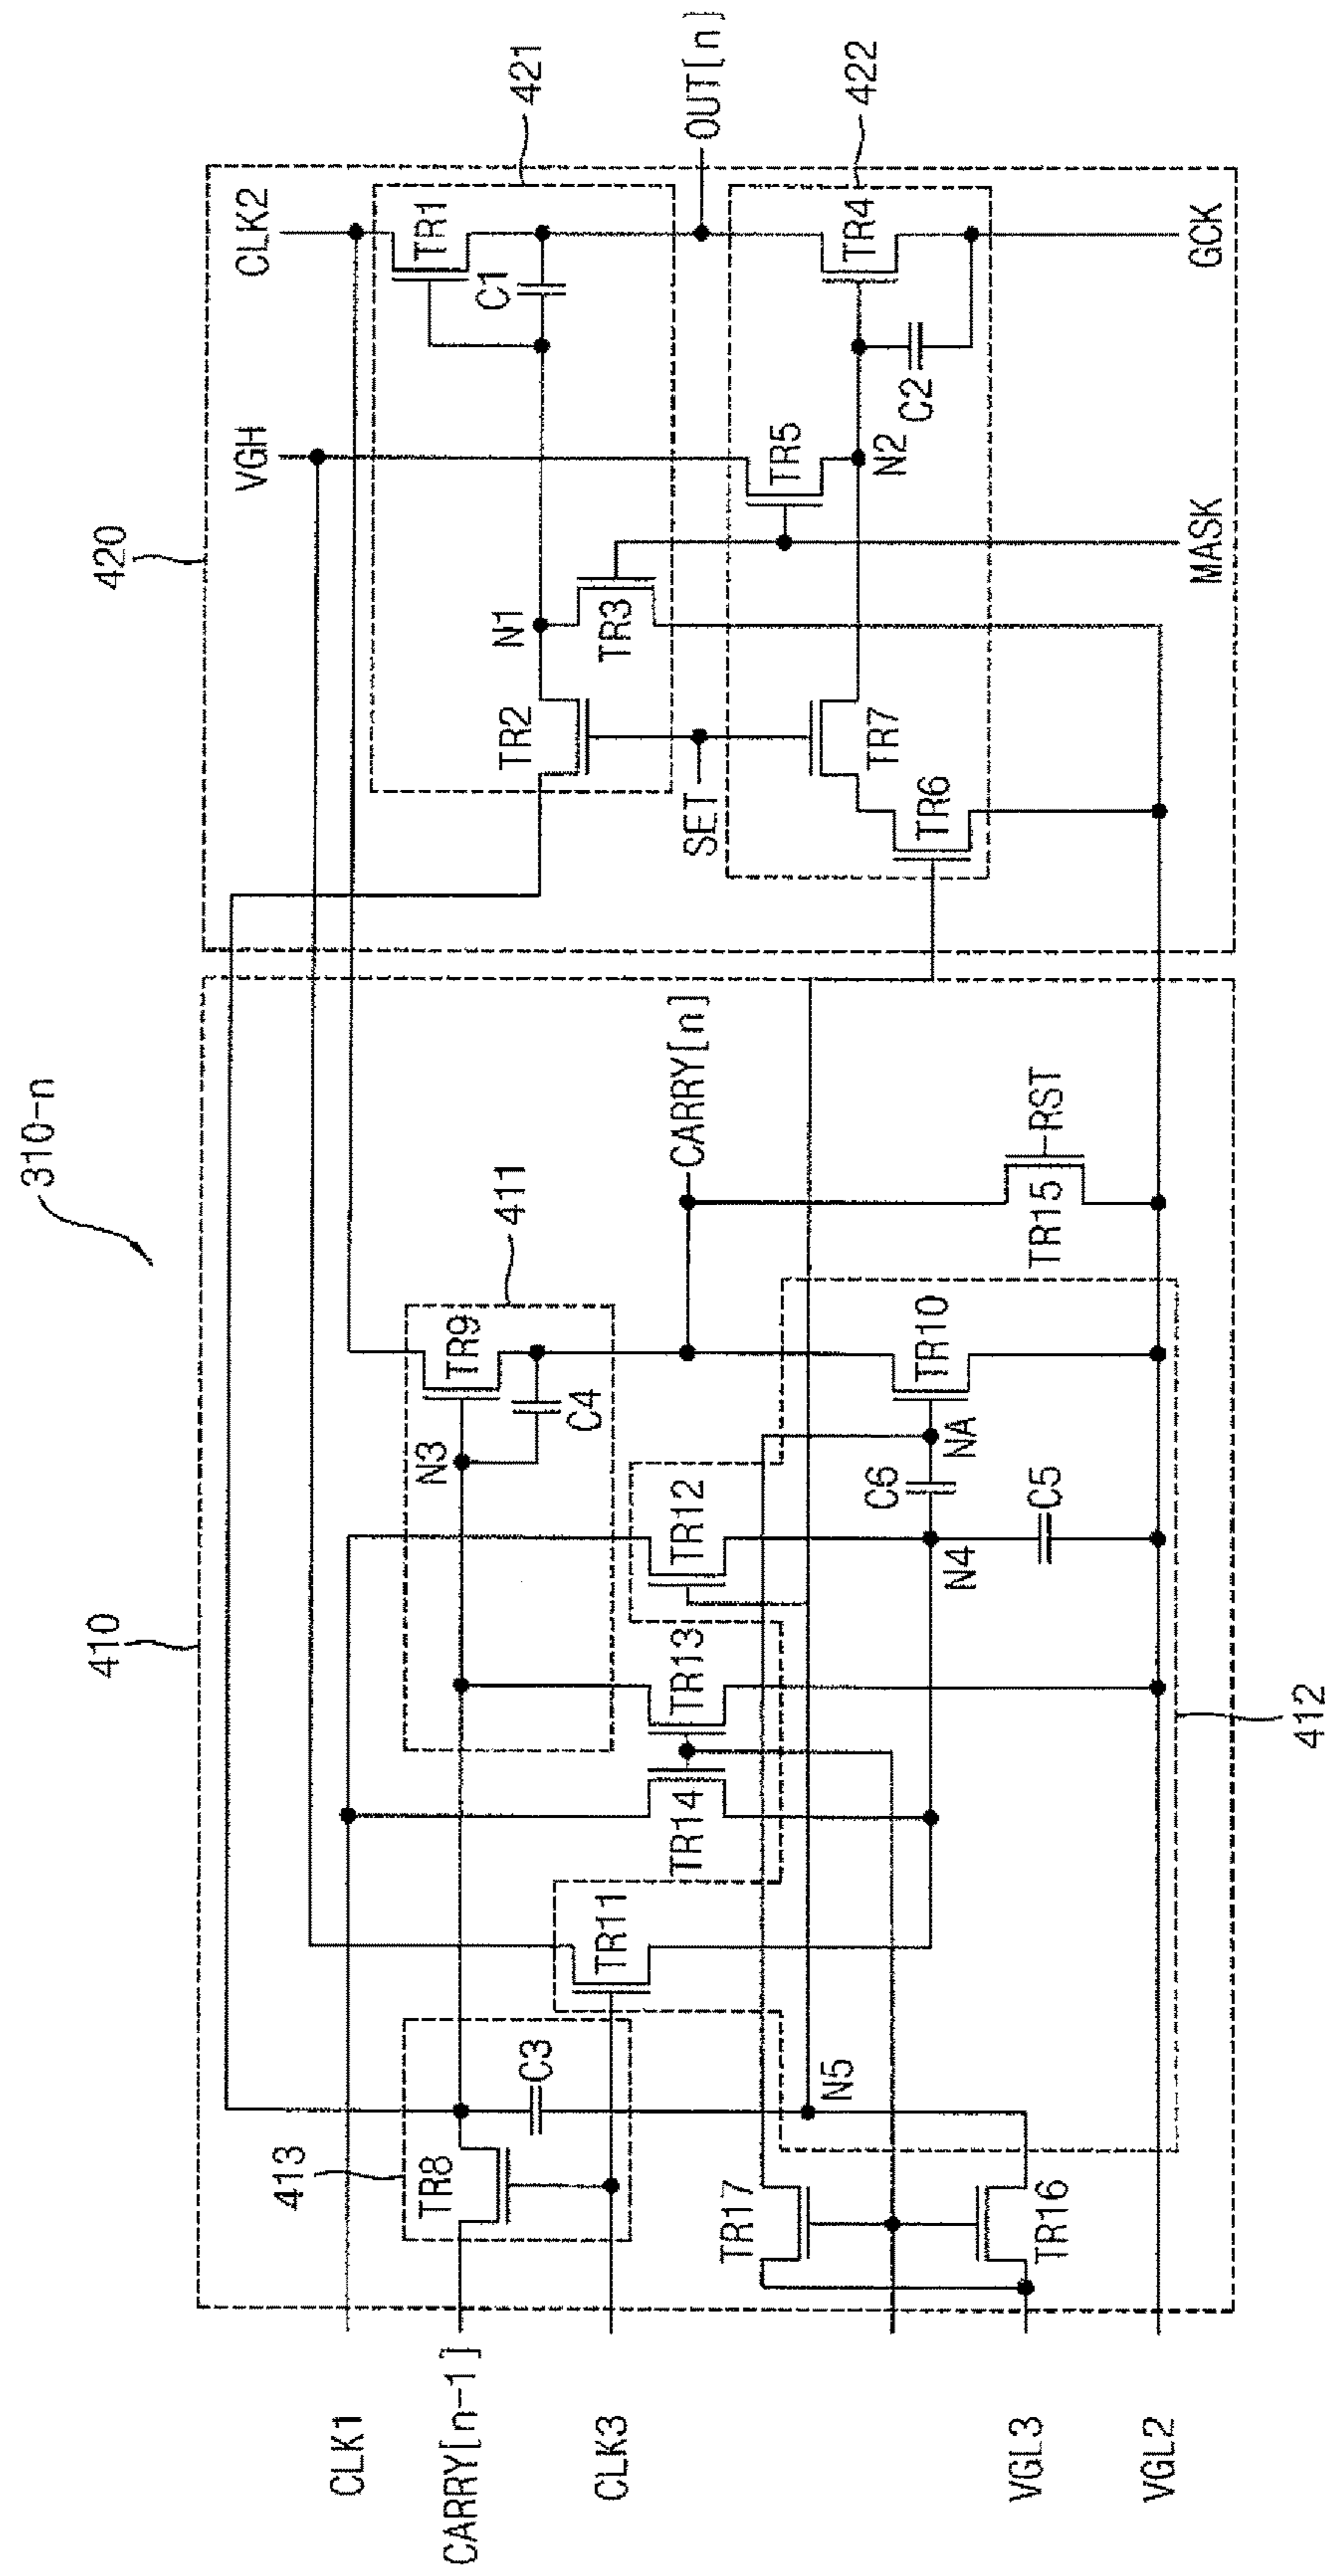 310-n
410
420
413
411
421
422
412
CLK1
CARRY[n-1]
CLK3
VGL3
VGL2
VGH
CLK2
TR8
C3
TR11
TR14
TR13
TR12
N3
TR9
C4
CARRY[n]
TR17
TR16
N5
N4
C6
NA
C5
TR10
TR15
RST
TR2
N1
TR3
C1
TR1
OUT[n]
SET
TR7
TR6
TR5
N2
C2
TR4
MASK
GCK